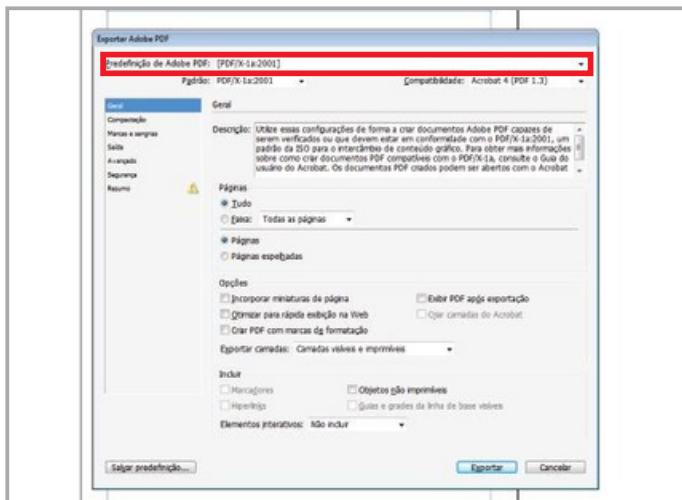 Exportar Adobe PDF
Predefinição de Adobe PDF: [PDF/X-1a:2001]
Padrão: PDF/X-1a:2001 Compatibilidade: Acrobat 4 (PDF 1.3)
Geral
Compactação
Marcas e sangrias
Saída
Avançado
Segurança
Resumo
Geral
Descrição: Utilize essas configurações de forma a criar documentos Adobe PDF capazes de
serem verificados ou que devem estar em conformidade com o PDF/X-1a:2001, um
padrão da ISO para o intercâmbio de conteúdo gráfico. Para obter mais informações
sobre como criar documentos PDF compatíveis com o PDF/X-1a, consulte o Guia do
usuário do Acrobat. Os documentos PDF criados podem ser abertos com o Acrobat
Páginas
Tudo
Faixa: Todas as páginas
Páginas
Páginas espelhadas
Opções
Incorporar miniaturas de página Exibir PDF após exportação
Otimizar para rápida exibição na Web Criar camadas do Acrobat
Criar PDF com marcas de formatação
Exportar camadas: Camadas visíveis e imprimíveis
Incluir
Marcadores Objetos não imprimíveis
Hiperlinks Guias e grades da linha de base visíveis
Elementos interativos: Não incluir
Salvar predefinição... Exportar Cancelar